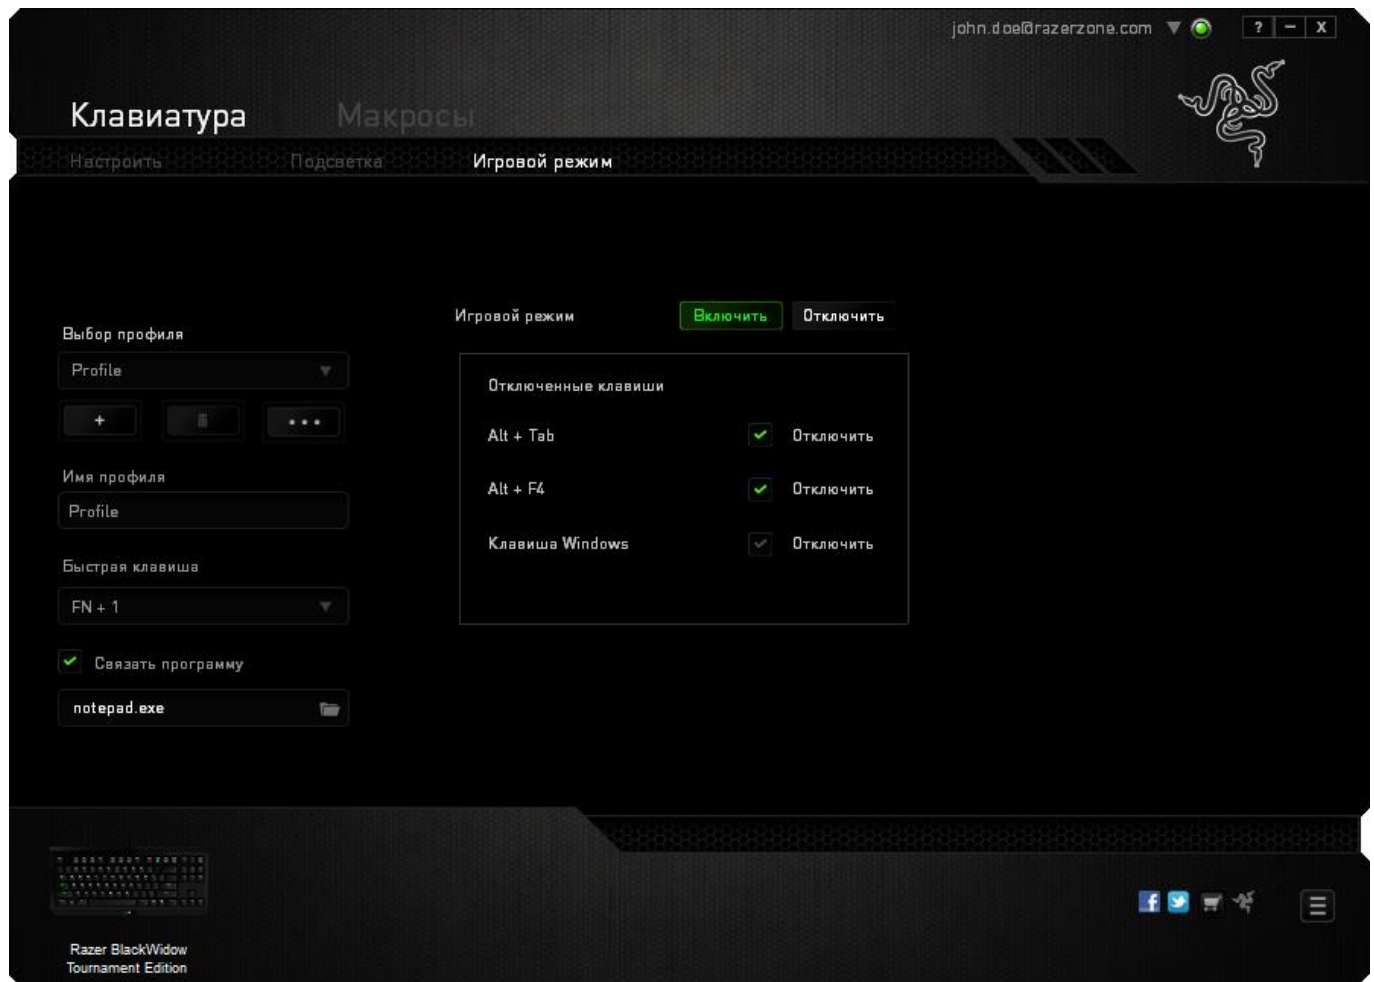 john.doe@razerzone.com
? – X
Клавиатура Макросы
Настроить Подсветка Игровой режим
Выбор профиля
Profile
+
Имя профиля
Profile
Быстрая клавиша
FN + 1
Связать программу
notepad.exe
Игровой режим Включить Отключить
Отключенные клавиши
Alt + Tab Отключить
Alt + F4 Отключить
Клавиша Windows Отключить
Razer BlackWidow
Tournament Edition